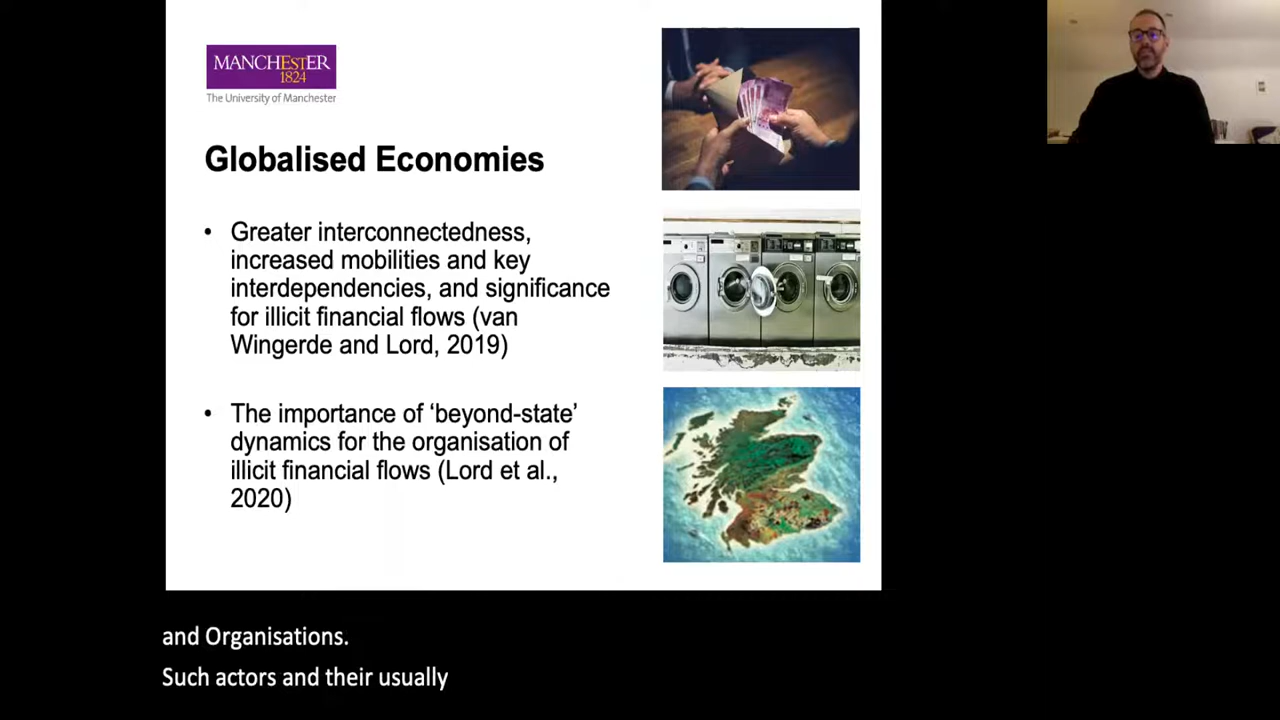 MANCHESTER
1824
The University of Manchester
Globalised Economies
• Greater interconnectedness,
increased mobilities and key
interdependencies, and significance
for illicit financial flows (van
Wingerde and Lord, 2019)
• The importance of ‘beyond-state’
dynamics for the organisation of
illicit financial flows (Lord et al.,
2020)
and Organisations.
Such actors and their usually